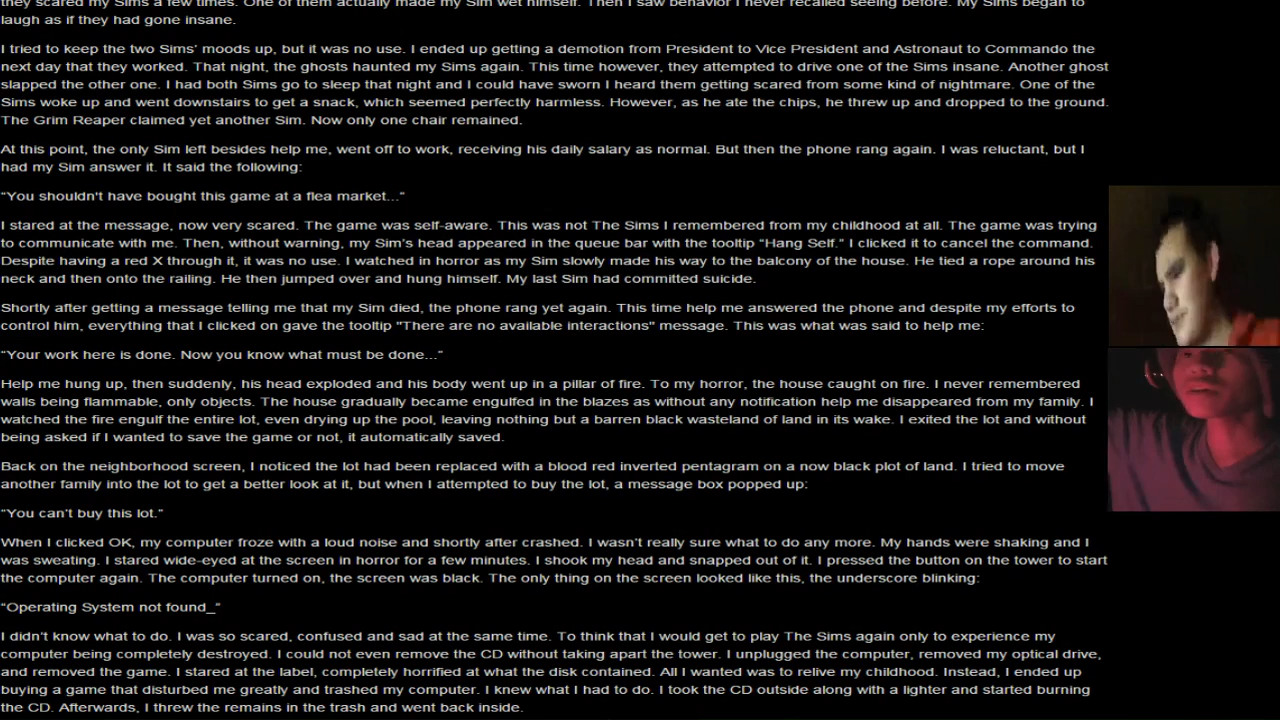 they scared my Sims a few times. One of them actually made my Sim wet himself. Then I saw behavior I never recalled seeing before. My Sims began to
laugh as if they had gone insane.
I tried to keep the two Sims' moods up, but it was no use. I ended up getting a demotion from President to Vice President and Astronaut to Commando the
next day that they worked. That night, the ghosts haunted my Sims again. This time however, they attempted to drive one of the Sims insane. Another ghost
slapped the other one. I had both Sims go to sleep that night and I could have sworn I heard them getting scared from some kind of nightmare. One of the
Sims woke up and went downstairs to get a snack, which seemed perfectly harmless. However, as he ate the chips, he threw up and dropped to the ground.
The Grim Reaper claimed yet another Sim. Now only one chair remained.
At this point, the only Sim left besides help me, went off to work, receiving his daily salary as normal. But then the phone rang again. I was reluctant, but I
had my Sim answer it. It said the following:
“You shouldn't have bought this game at a flea market...”
I stared at the message, now very scared. The game was self-aware. This was not The Sims I remembered from my childhood at all. The game was trying
to communicate with me. Then, without warning, my Sim's head appeared in the queue bar with the tooltip “Hang Self.” I clicked it to cancel the command.
Despite having a red X through it, it was no use. I watched in horror as my Sim slowly made his way to the balcony of the house. He tied a rope around his
neck and then onto the railing. He then jumped over and hung himself. My last Sim had committed suicide.
Shortly after getting a message telling me that my Sim died, the phone rang yet again. This time help me answered the phone and despite my efforts to
control him, everything that I clicked on gave the tooltip "There are no available interactions" message. This was what was said to help me:
“Your work here is done. Now you know what must be done...”
Help me hung up, then suddenly, his head exploded and his body went up in a pillar of fire. To my horror, the house caught on fire. I never remembered
walls being flammable, only objects. The house gradually became engulfed in the blazes as without any notification help me disappeared from my family. I
watched the fire engulf the entire lot, even drying up the pool, leaving nothing but a barren black wasteland of land in its wake. I exited the lot and without
being asked if I wanted to save the game or not, it automatically saved.
Back on the neighborhood screen, I noticed the lot had been replaced with a blood red inverted pentagram on a now black plot of land. I tried to move
another family into the lot to get a better look at it, but when I attempted to buy the lot, a message box popped up:
“You can't buy this lot.”
When I clicked OK, my computer froze with a loud noise and shortly after crashed. I wasn't really sure what to do any more. My hands were shaking and I
was sweating. I stared wide-eyed at the screen in horror for a few minutes. I shook my head and snapped out of it. I pressed the button on the tower to start
the computer again. The computer turned on, the screen was black. The only thing on the screen looked like this, the underscore blinking:
“Operating System not found_”
I didn't know what to do. I was so scared, confused and sad at the same time. To think that I would get to play The Sims again only to experience my
computer being completely destroyed. I could not even remove the CD without taking apart the tower. I unplugged the computer, removed my optical drive,
and removed the game. I stared at the label, completely horrified at what the disk contained. All I wanted was to relive my childhood. Instead, I ended up
buying a game that disturbed me greatly and trashed my computer. I knew what I had to do. I took the CD outside along with a lighter and started burning
the CD. Afterwards, I threw the remains in the trash and went back inside.